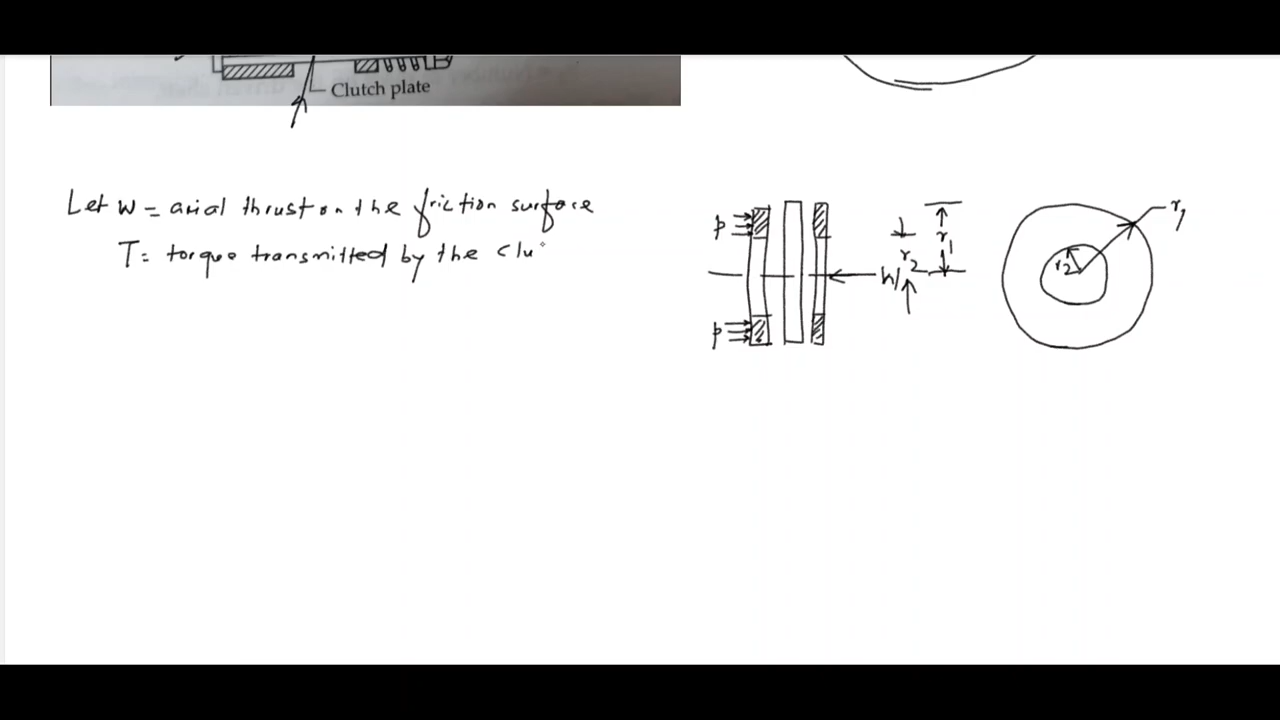 Clutch plate
Let W = axial thrust on the friction surface
T = torque transmitted by the clu
p
p
W
r2
r1
r2
r1